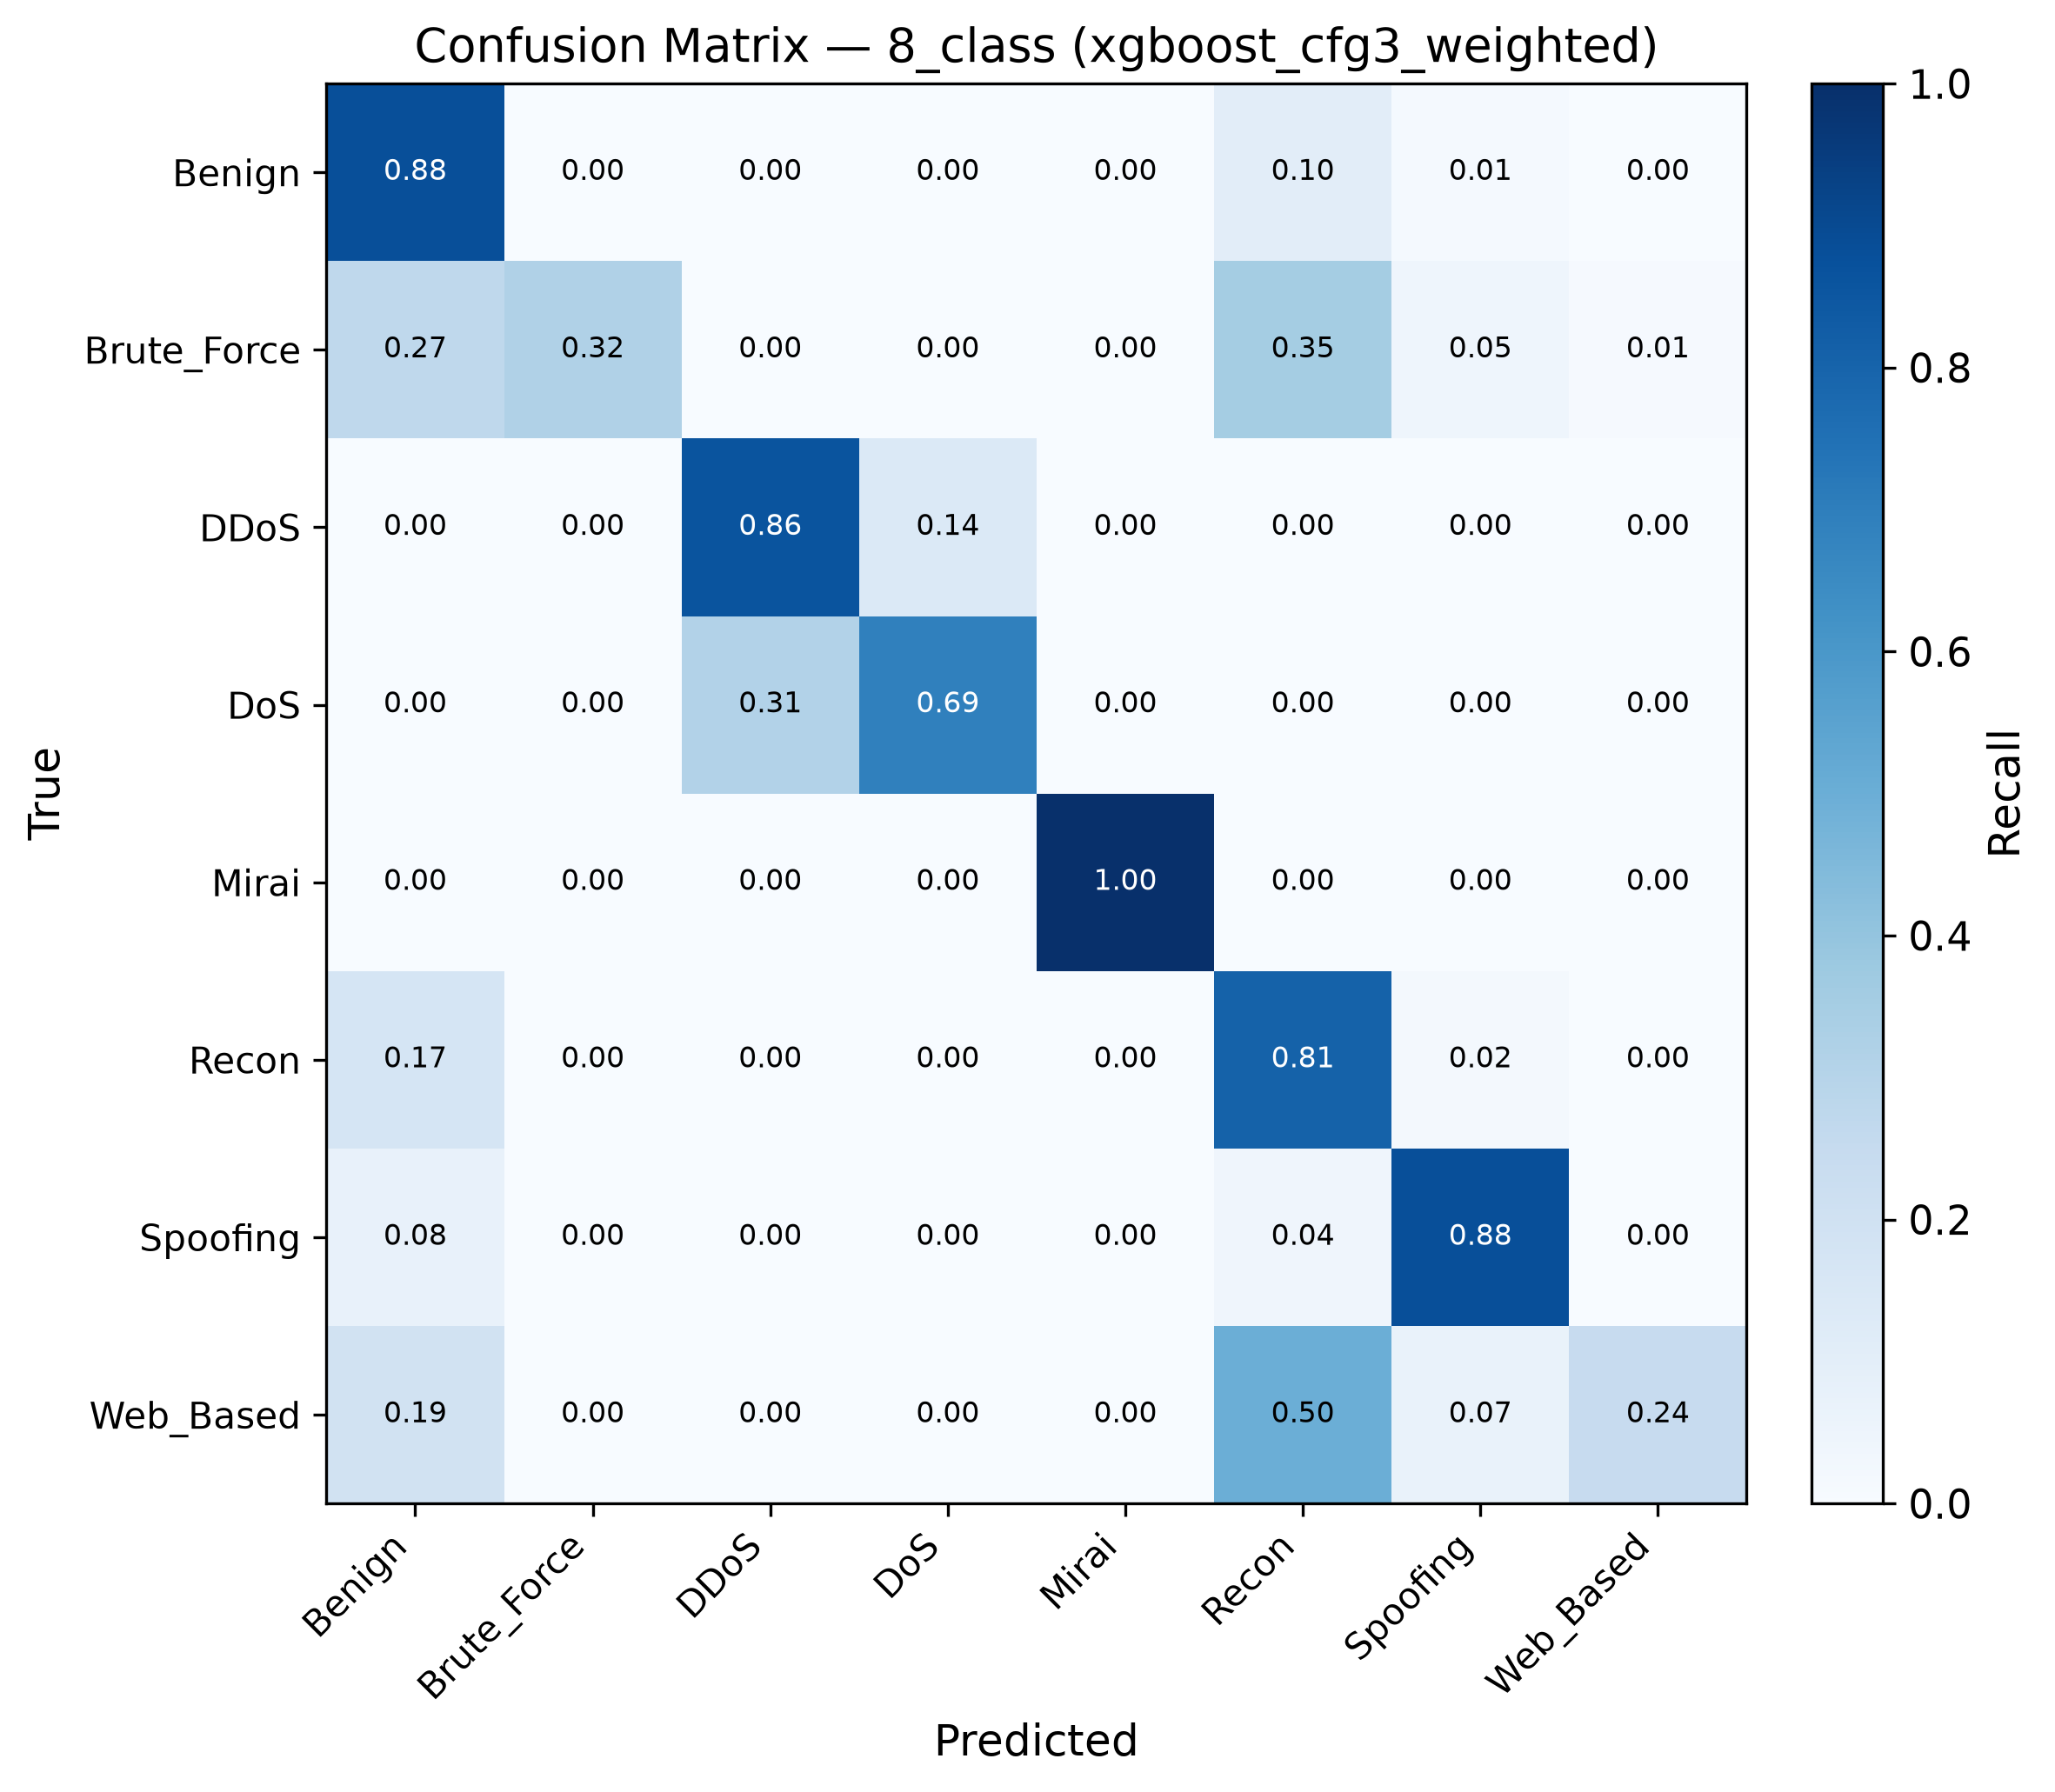 Confusion Matrix — 8_class (xgboost_cfg3_weighted)
Benign 0.88 0.00 0.00 0.00 0.00 0.10 0.01 0.00
Brute_Force 0.27 0.32 0.00 0.00 0.00 0.35 0.05 0.01
DDoS 0.00 0.00 0.86 0.14 0.00 0.00 0.00 0.00
DoS 0.00 0.00 0.31 0.69 0.00 0.00 0.00 0.00
Mirai 0.00 0.00 0.00 0.00 1.00 0.00 0.00 0.00
Recon 0.17 0.00 0.00 0.00 0.00 0.81 0.02 0.00
Spoofing 0.08 0.00 0.00 0.00 0.00 0.04 0.88 0.00
Web_Based 0.19 0.00 0.00 0.00 0.00 0.50 0.07 0.24
Benign Brute_Force DDoS DoS Mirai Recon Spoofing Web_Based
Predicted
True
1.0
0.8
0.6
0.4
0.2
0.0
Recall